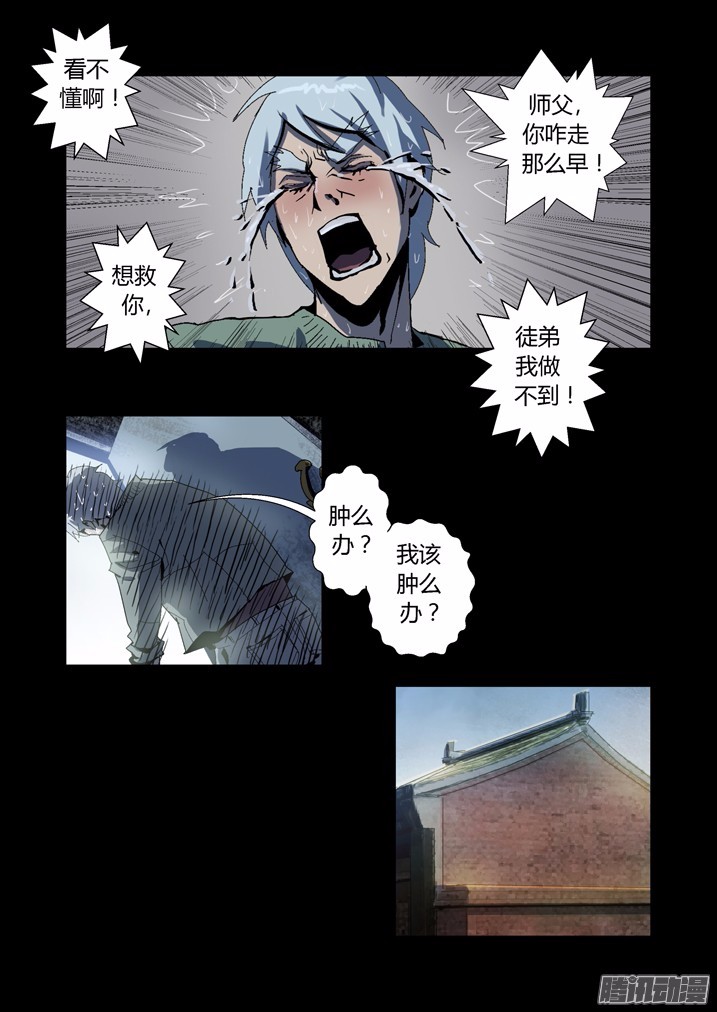 看不
懂啊！
师父，
你咋走
那么早！
想救
你，
徒弟
我做
不到！
肿么
办？
我该
肿么
办？
腾讯动漫